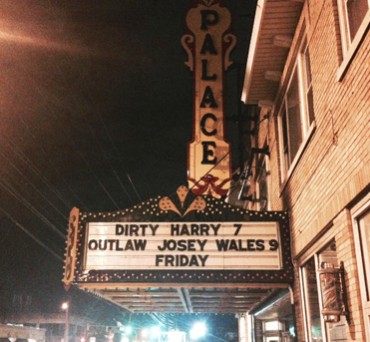 PALACE
DIRTY HARRY 7
OUTLAW JOSEY WALES 9
FRIDAY